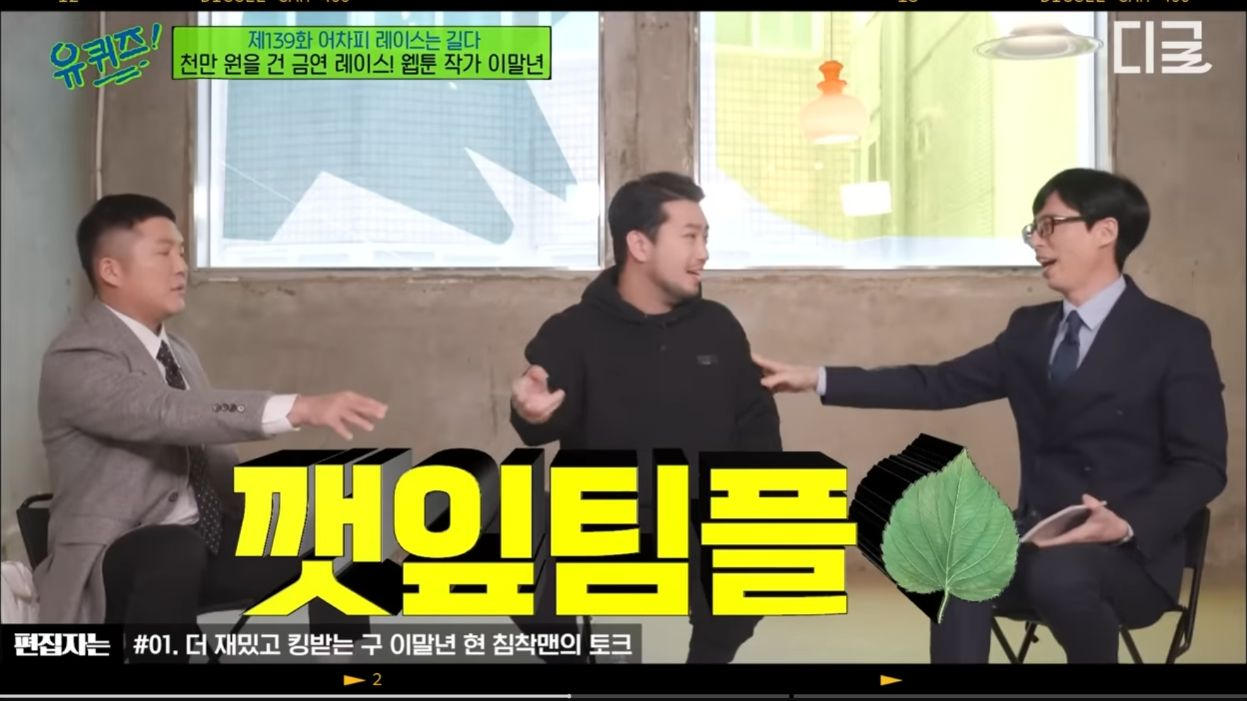 유퀴즈!
제139화 어차피 레이스는 길다
천만 원을 건 금연 레이스! 웹툰 작가 이말년
디글
깻잎팀플
편집자는
#01. 더 재밌고 킹받는 구 이말년 현 침착맨의 토크
2